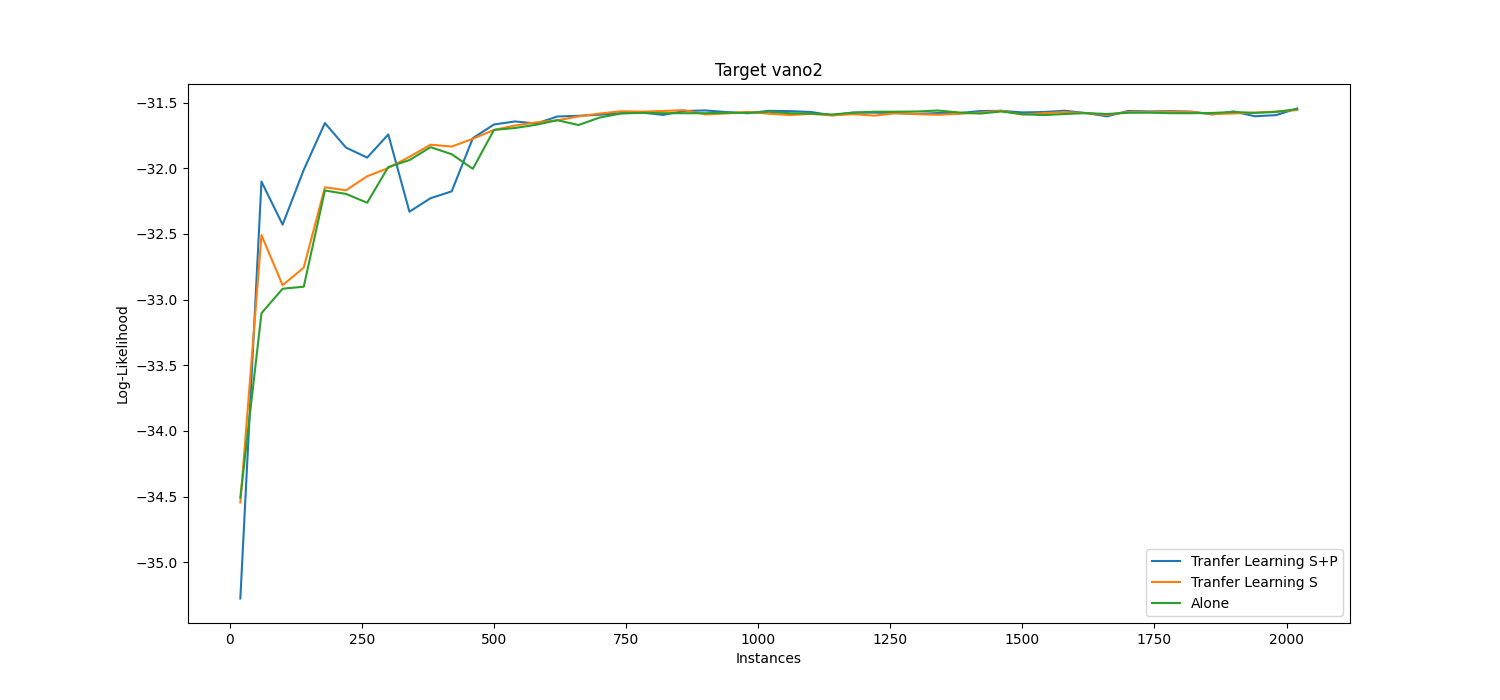 Target vano2
−31.5
−32.0
−32.5
−33.0
−33.5
−34.0
−34.5
−35.0
Log-Likelihood
0
250
500
750
1000
1250
1500
1750
2000
Instances
Tranfer Learning S+P
Tranfer Learning S
Alone